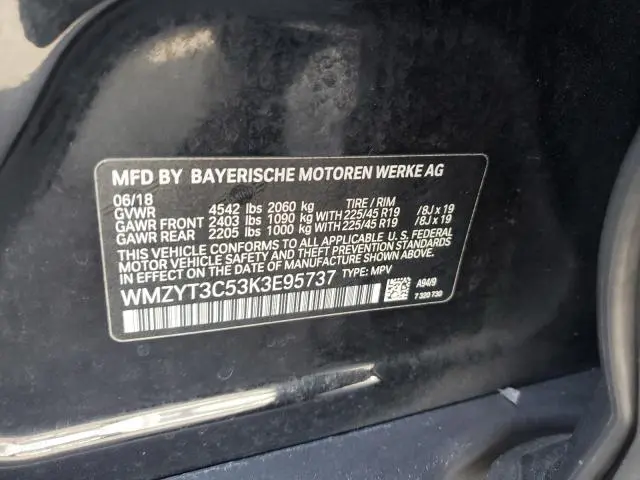 MFD BY BAYERISCHE MOTOREN WERKE AG
06/18 TIRE / RIM
GVWR 4542 lbs 2060 kg
GAWR FRONT 2403 lbs 1090 kg WITH 225/45 R19 /8J x 19
GAWR REAR 2205 lbs 1000 kg WITH 225/45 R19 /8J x 19
THIS VEHICLE CONFORMS TO ALL APPLICABLE U. S. FEDERAL
MOTOR VEHICLE SAFETY, BUMPER AND THEFT PREVENTION STANDARDS
IN EFFECT ON THE DATE OF MANUFACTURE SHOWN ABOVE.
WMZYT3C53K3E95737 TYPE: MPV
A94/9
7 320 730